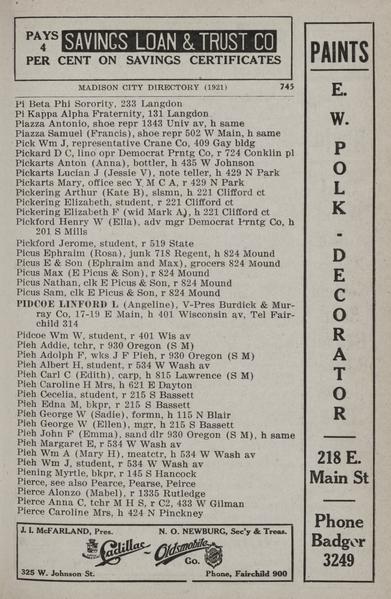 PAYS 4 SAVINGS LOAN & TRUST CO
PER CENT ON SAVINGS CERTIFICATES
MADISON CITY DIRECTORY (1921) 745
Pi Beta Phi Sorority, 233 Langdon
Pi Kappa Alpha Fraternity, 131 Langdon
Piazza Antonio, shoe repr 1343 Univ av, h same
Piazza Samuel (Francis), shoe repr 502 W Main, h same
Pick Wm J, representative Crane Co, 409 Gay bldg
Pickard D C, lino opr Democrat Prntg Co, r 724 Conklin pl
Pickarts Anton (Anna), bottler, h 435 W Johnson
Pickarts Lucian J (Jessie V), note teller, h 429 N Park
Pickarts Mary, office sec Y M C A, r 429 N Park
Pickering Arthur (Kate B), slsmn, h 221 Clifford ct
Pickering Elizabeth, student, r 221 Clifford ct
Pickering Elizabeth F (wid Mark A), h 221 Clifford ct
Pickford Henry W (Ella), adv mgr Democrat Prntg Co, h
201 S Mills
Pickford Jerome, student, r 519 State
Picus Ephraim (Rosa), junk 718 Regent, h 824 Mound
Picus E & Son (Ephraim and Max), grocers 824 Mound
Picus Max (E Picus & Son), r 824 Mound
Picus Nathan, clk E Picus & Son, r 824 Mound
Picus Sam, clk E Picus & Son, r 824 Mound
PIDCOE LINFORD L (Angeline), V-Pres Burdick & Mur-
ray Co, 17-19 E Main, h 401 Wisconsin av, Tel Fair-
child 314
Pidcoe Wm W, student, r 401 Wis av
Pieh Addie, tchr, r 930 Oregon (S M)
Pieh Adolph F, wks J F Pieh, r 930 Oregon (S M)
Pieh Albert H, student, r 534 W Wash av
Pieh Carl C (Edith), carp, h 815 Lawrence (S M)
Pieh Caroline H Mrs, h 621 E Dayton
Pieh Cecelia, student, r 215 S Bassett
Pieh Edna M, bkpr, r 215 S Bassett
Pieh George W (Sadie), formn, h 115 N Blair
Pieh George W (Ellen), mgr, h 215 S Bassett
Pieh John F (Emma), sand dlr 930 Oregon (S M), h same
Pieh Margaret E, r 534 W Wash av
Pieh Wm A (Mary H), meatctr, h 534 W Wash av
Pieh Wm J, student, r 534 W Wash av
Piening Myrtle, bkpr, r 145 S Hancock
Pierce, see also Pearce, Pearse, Peirce
Pierce Alonzo (Mabel), r 1335 Rutledge
Pierce Anna C, tchr M H S, r C2, 433 W Gilman
Pierce Caroline Mrs, h 424 N Pinckney
J. I. McFARLAND, Pres. N. O. NEWBURG, Sec'y & Treas.
Cadillac - Oldsmobile Co.
325 W. Johnson St. Phone, Fairchild 900
PAINTS
E.
W.
P
O
L
K
-
D
E
C
O
R
A
T
O
R
218 E.
Main St
Phone
Badger
3249